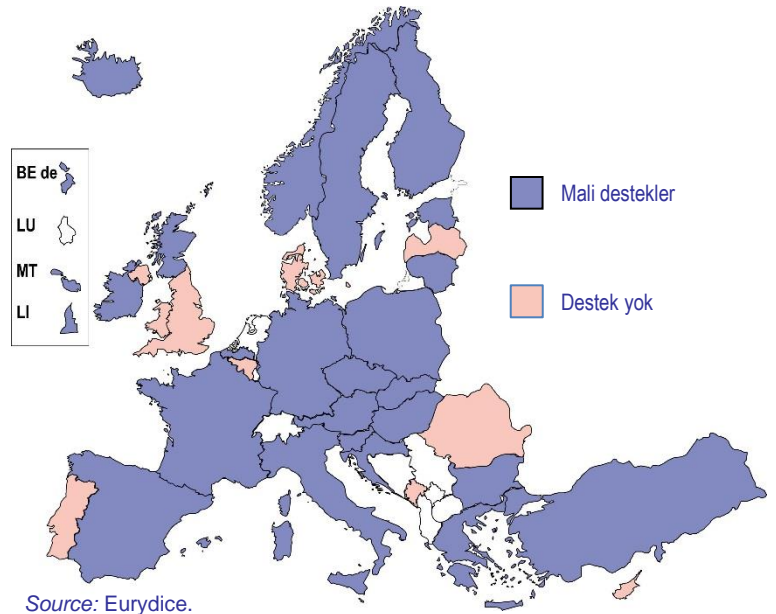 BE de
LU
MT
LI
Mali destekler
Destek yok
Source: Eurydice.